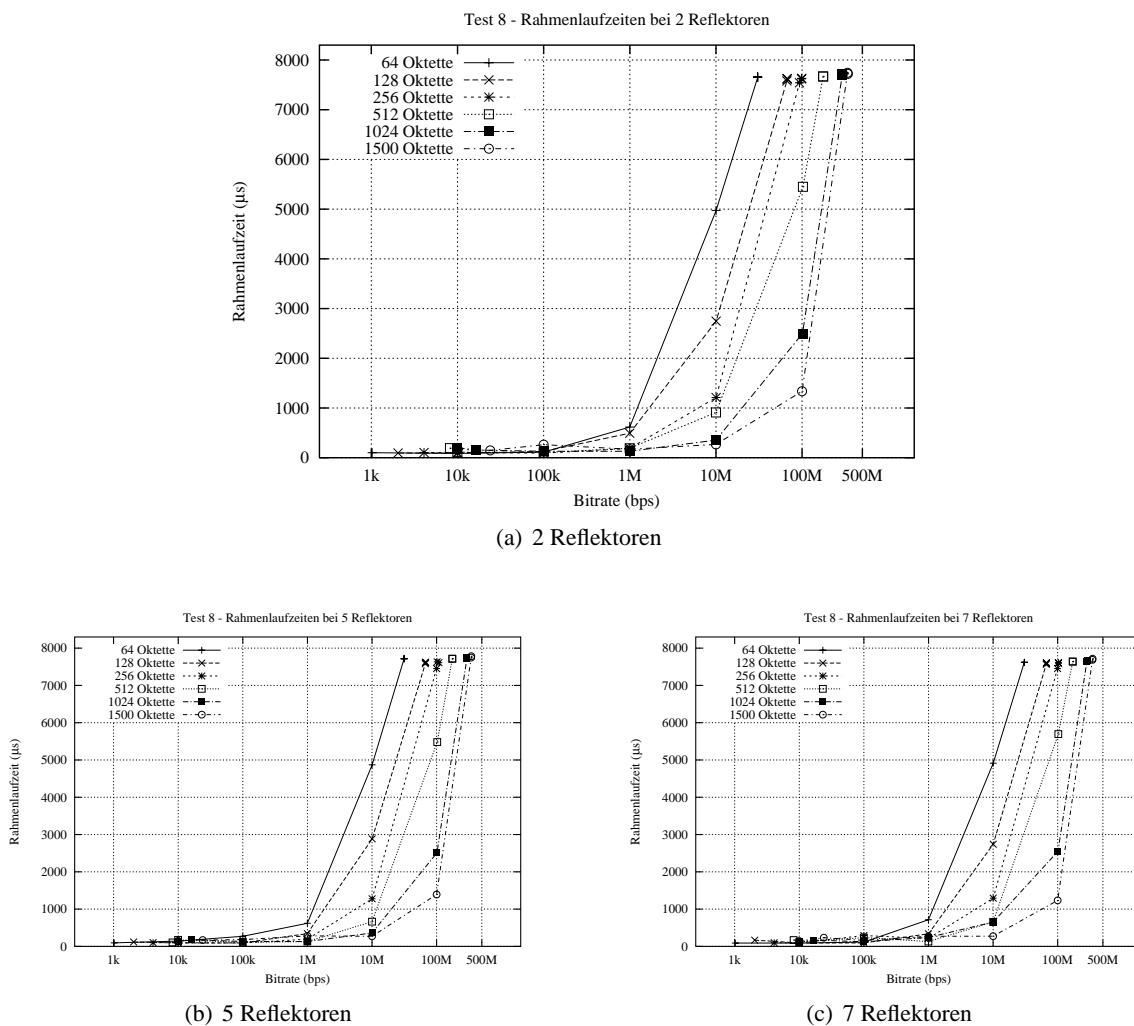 Test 8 - Rahmenlaufzeiten bei 2 Reflektoren
8000
7000
6000
5000
4000
3000
2000
1000
0
64 Oktette
128 Oktette
256 Oktette
512 Oktette
1024 Oktette
1500 Oktette
Rahmenlaufzeit (µs)
1k 10k 100k 1M 10M 100M 500M
Bitrate (bps)
(a) 2 Reflektoren
Test 8 - Rahmenlaufzeiten bei 5 Reflektoren
8000
7000
6000
5000
4000
3000
2000
1000
0
64 Oktette
128 Oktette
256 Oktette
512 Oktette
1024 Oktette
1500 Oktette
Rahmenlaufzeit (µs)
1k 10k 100k 1M 10M 100M 500M
Bitrate (bps)
(b) 5 Reflektoren
Test 8 - Rahmenlaufzeiten bei 7 Reflektoren
8000
7000
6000
5000
4000
3000
2000
1000
0
64 Oktette
128 Oktette
256 Oktette
512 Oktette
1024 Oktette
1500 Oktette
Rahmenlaufzeit (µs)
1k 10k 100k 1M 10M 100M 500M
Bitrate (bps)
(c) 7 Reflektoren